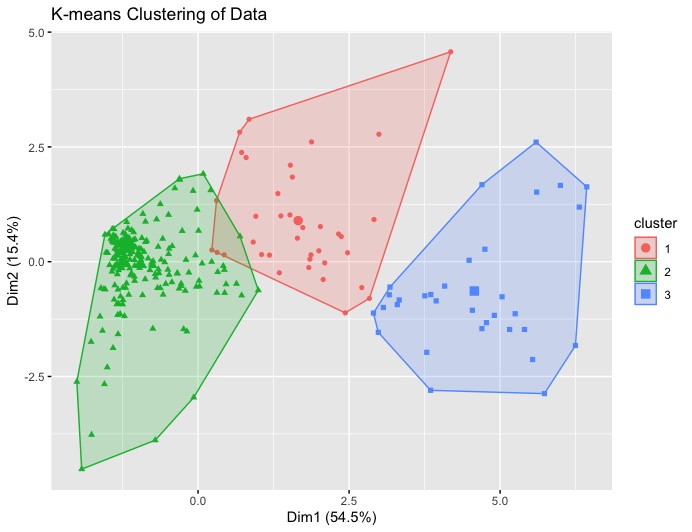 K-means Clustering of Data
5.0
2.5
0.0
-2.5
Dim2 (15.4%)
0.0
2.5
5.0
Dim1 (54.5%)
cluster
1
2
3